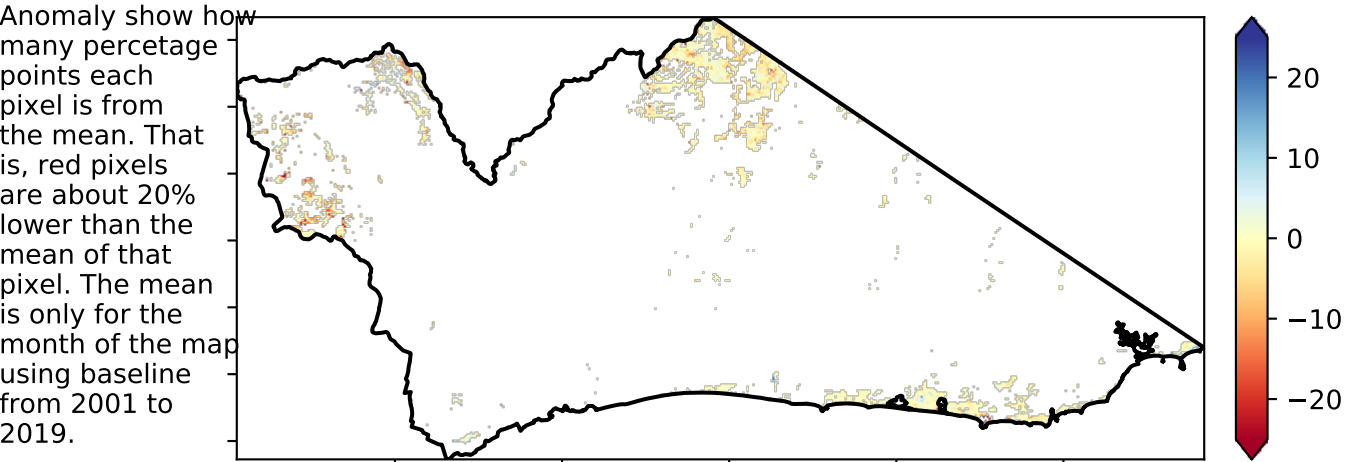 Anomaly show how
many percetage
points each
pixel is from
the mean. That
is, red pixels
are about 20%
lower than the
mean of that
pixel. The mean
is only for the
month of the map
using baseline
from 2001 to
2019.
20
10
0
−10
−20